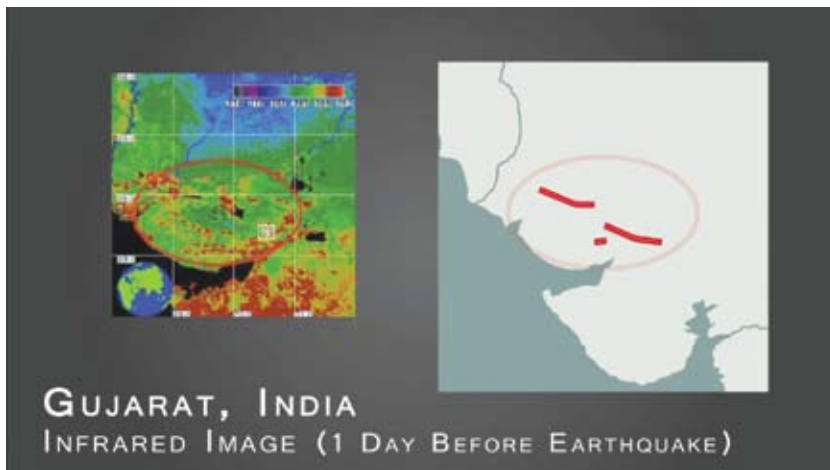 GUJARAT, INDIA
INFRARED IMAGE (1 DAY BEFORE EARTHQUAKE)